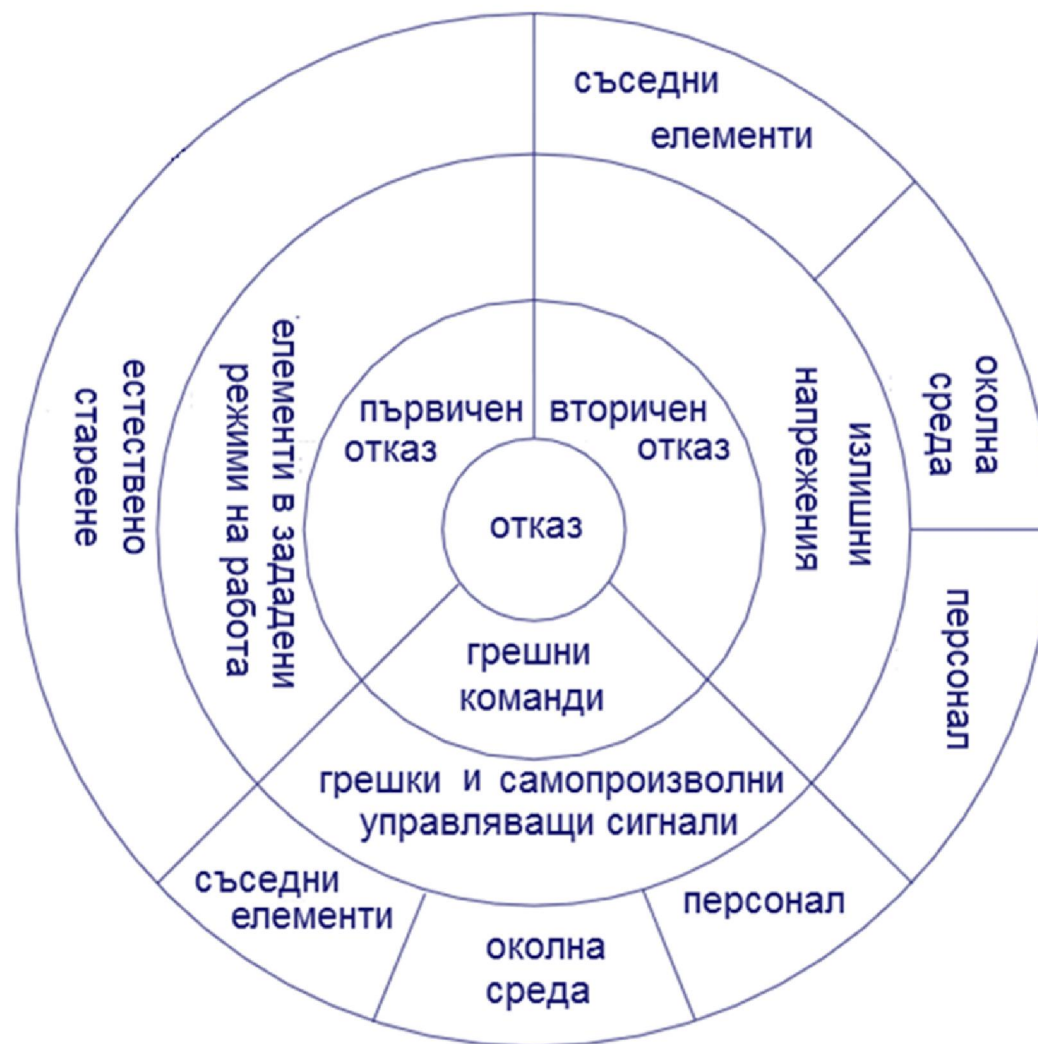 съседни
елементи
околна
среда
персонал
излишни
напрежения
естествено
стареене
елементи в зададени
режими на работа
първичен
отказ
вторичен
отказ
отказ
грешни
команди
грешки и самопроизволни
управляващи сигнали
съседни
елементи
околна
среда
персонал